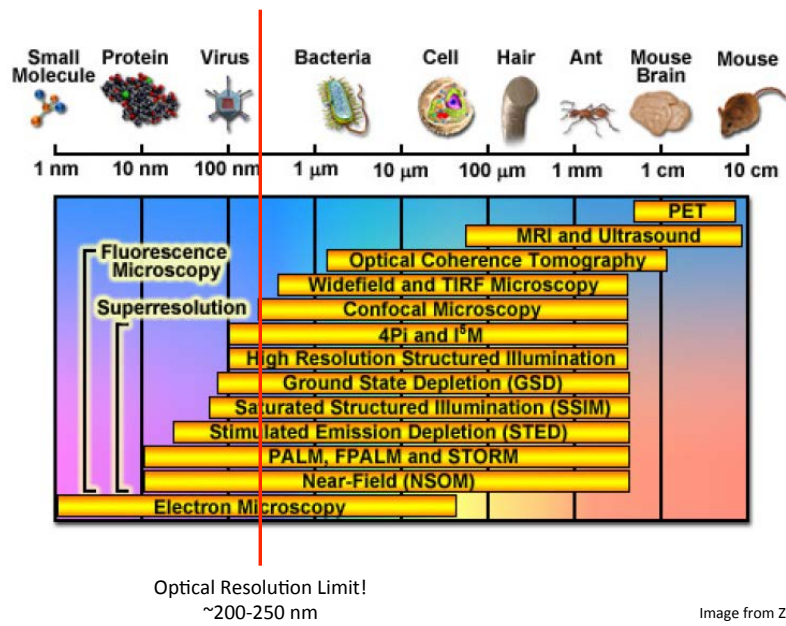 Small Molecule
Protein
Virus
Bacteria
Cell
Hair
Ant
Mouse Brain
Mouse
1 nm
10 nm
100 nm
1 μm
10 μm
100 μm
1 mm
1 cm
10 cm
PET
MRI and Ultrasound
Fluorescence Microscopy
Optical Coherence Tomography
Widefield and TIRF Microscopy
Superresolution
Confocal Microscopy
4Pi and I⁵M
High Resolution Structured Illumination
Ground State Depletion (GSD)
Saturated Structured Illumination (SSIM)
Stimulated Emission Depletion (STED)
PALM, FPALM and STORM
Near-Field (NSOM)
Electron Microscopy
Optical Resolution Limit!
~200-250 nm
Image from Z